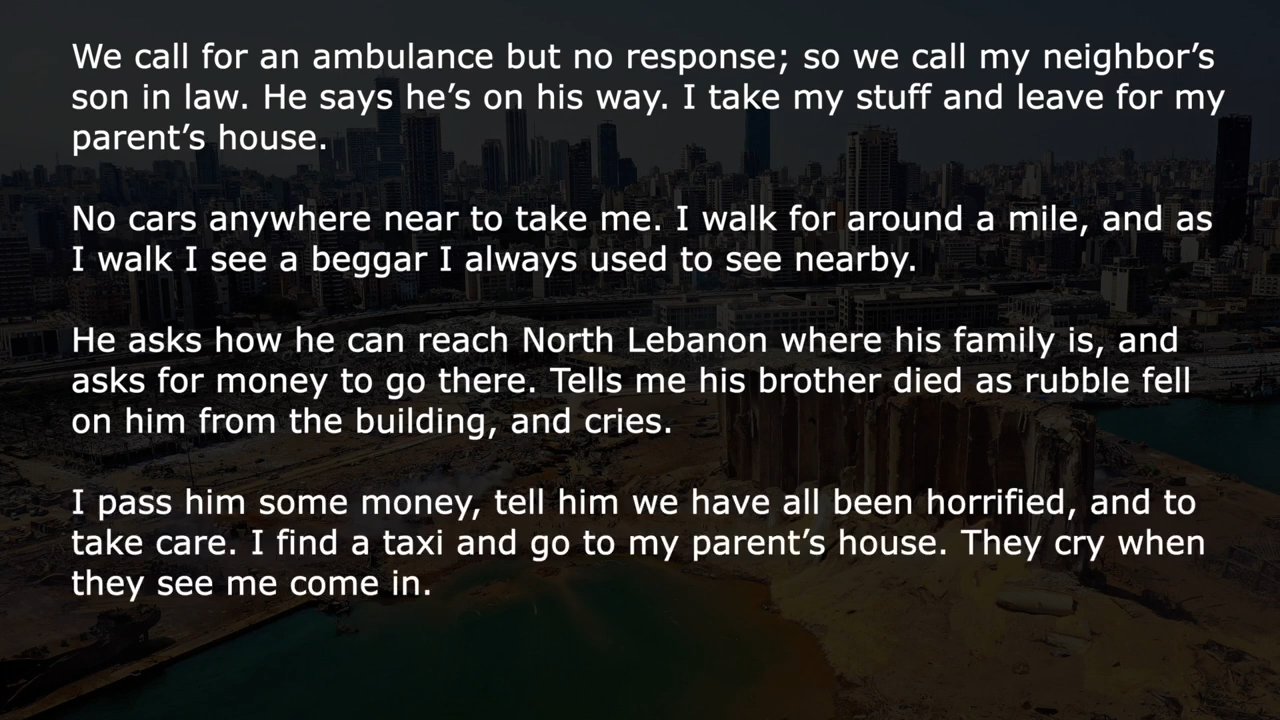 We call for an ambulance but no response; so we call my neighbor’s
son in law. He says he’s on his way. I take my stuff and leave for my
parent’s house.
No cars anywhere near to take me. I walk for around a mile, and as
I walk I see a beggar I always used to see nearby.
He asks how he can reach North Lebanon where his family is, and
asks for money to go there. Tells me his brother died as rubble fell
on him from the building, and cries.
I pass him some money, tell him we have all been horrified, and to
take care. I find a taxi and go to my parent’s house. They cry when
they see me come in.